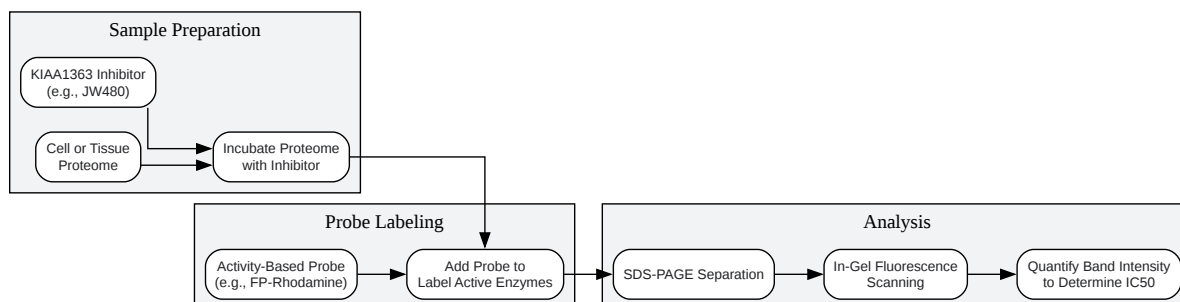 Sample Preparation
KIAA1363 Inhibitor
(e.g., JW480)
Cell or Tissue
Proteome
Incubate Proteome
with Inhibitor
Probe Labeling
Activity-Based Probe
(e.g., FP-Rhodamine)
Add Probe to
Label Active Enzymes
Analysis
SDS-PAGE Separation
In-Gel Fluorescence
Scanning
Quantify Band Intensity
to Determine IC50